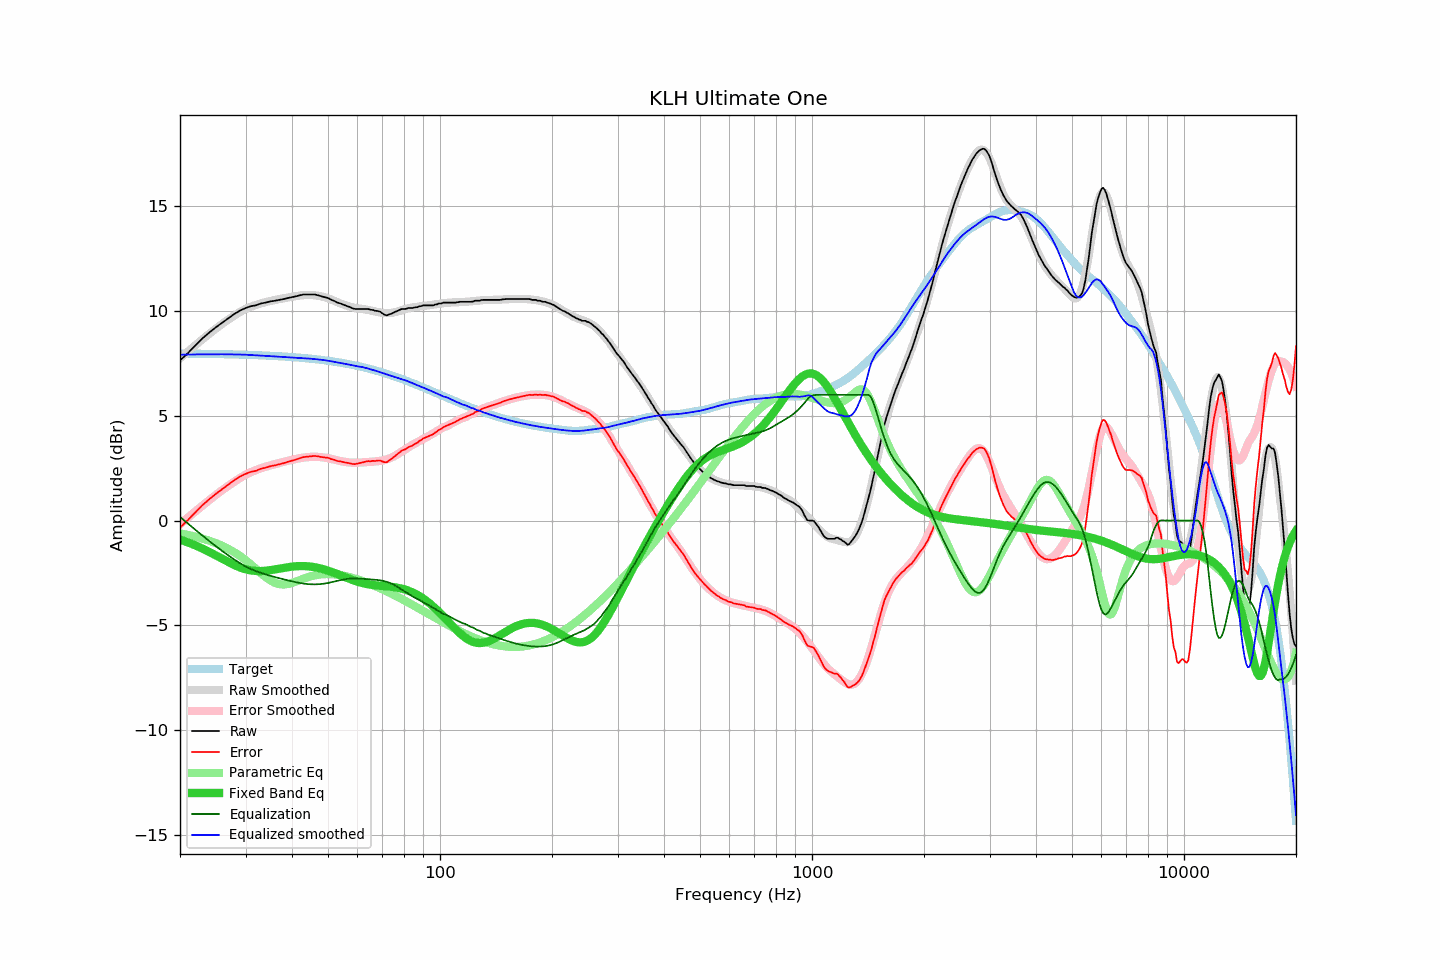 KLH Ultimate One
Amplitude (dBr)
15
10
5
0
−5
−10
−15
Target
Raw Smoothed
Error Smoothed
Raw
Error
Parametric Eq
Fixed Band Eq
Equalization
Equalized smoothed
100
1000
10000
Frequency (Hz)